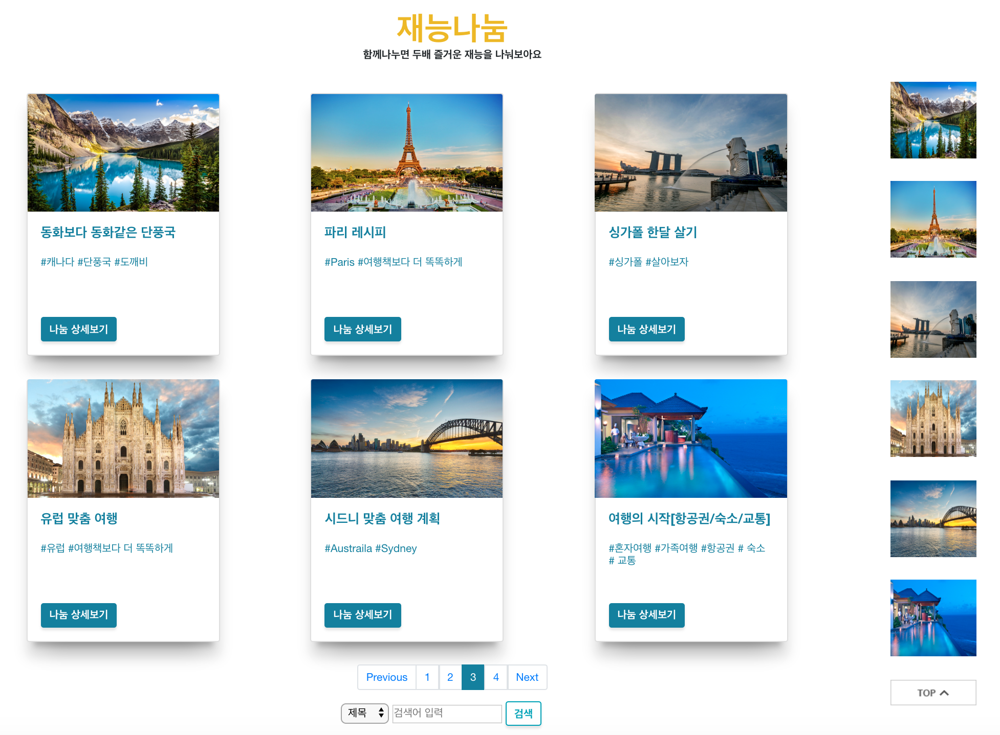 재능나눔
함께나누면 두배 즐거운 재능을 나눠보아요
동화보다 동화같은 단풍국
#캐나다 #단풍국 #도깨비
나눔 상세보기
파리 레시피
#Paris #여행책보다 더 똑똑하게
나눔 상세보기
싱가폴 한달 살기
#싱가폴 #살아보자
나눔 상세보기
유럽 맞춤 여행
#유럽 #여행책보다 더 똑똑하게
나눔 상세보기
시드니 맞춤 여행 계획
#Austraila #Sydney
나눔 상세보기
여행의 시작[항공권/숙소/교통]
#혼자여행 #가족여행 #항공권 # 숙소
# 교통
나눔 상세보기
Previous 1 2 3 4 Next
제목 검색어 입력 검색
TOP